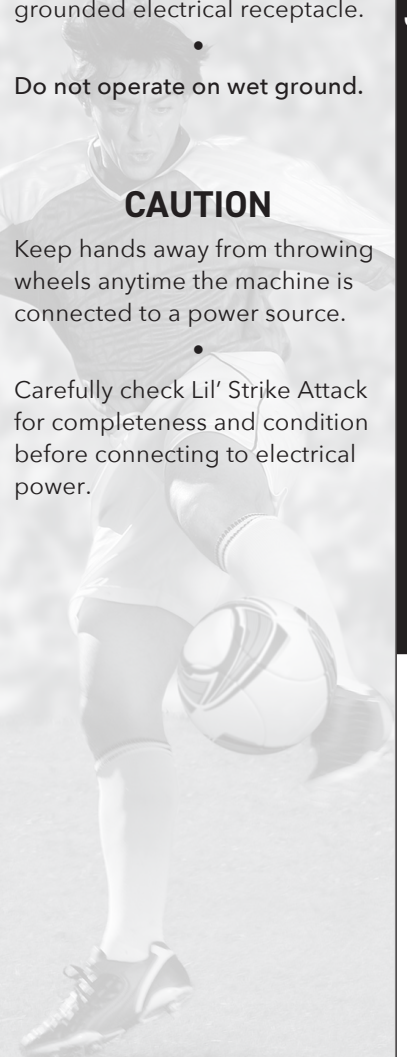 grounded electrical receptacle.
•
Do not operate on wet ground.
CAUTION
Keep hands away from throwing
wheels anytime the machine is
connected to a power source.
•
Carefully check Lil’ Strike Attack
for completeness and condition
before connecting to electrical
power.